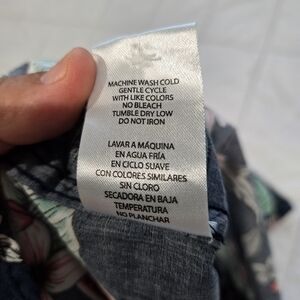 MACHINE WASH COLD
GENTLE CYCLE
WITH LIKE COLORS
NO BLEACH
TUMBLE DRY LOW
DO NOT IRON
LAVAR A MÁQUINA
EN AGUA FRÍA
EN CICLO SUAVE
CON COLORES SIMILARES
SIN CLORO
SECADORA EN BAJA
TEMPERATURA
NO PLANCHAR